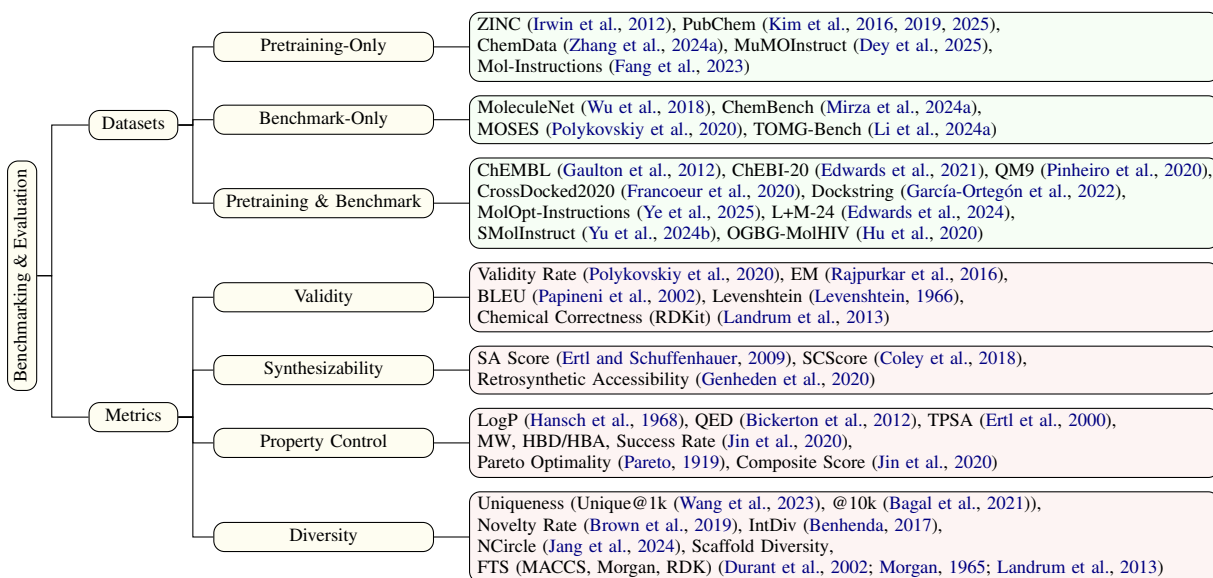 Benchmarking & Evaluation
Datasets
Pretraining-Only
ZINC (Irwin et al., 2012), PubChem (Kim et al., 2016, 2019, 2025),
ChemData (Zhang et al., 2024a), MuMOInstruct (Dey et al., 2025),
Mol-Instructions (Fang et al., 2023)
Benchmark-Only
MoleculeNet (Wu et al., 2018), ChemBench (Mirza et al., 2024a),
MOSES (Polykovskiy et al., 2020), TOMG-Bench (Li et al., 2024a)
Pretraining & Benchmark
ChEMBL (Gaulton et al., 2012), ChEBI-20 (Edwards et al., 2021), QM9 (Pinheiro et al., 2020),
CrossDocked2020 (Francoeur et al., 2020), Dockstring (García-Ortegón et al., 2022),
MolOpt-Instructions (Ye et al., 2025), L+M-24 (Edwards et al., 2024),
SMolInstruct (Yu et al., 2024b), OGBG-MolHIV (Hu et al., 2020)
Metrics
Validity
Validity Rate (Polykovskiy et al., 2020), EM (Rajpurkar et al., 2016),
BLEU (Papineni et al., 2002), Levenshtein (Levenshtein, 1966),
Chemical Correctness (RDKit) (Landrum et al., 2013)
Synthesizability
SA Score (Ertl and Schuffenhauer, 2009), SCScore (Coley et al., 2018),
Retrosynthetic Accessibility (Genheden et al., 2020)
Property Control
LogP (Hansch et al., 1968), QED (Bickerton et al., 2012), TPSA (Ertl et al., 2000),
MW, HBD/HBA, Success Rate (Jin et al., 2020),
Pareto Optimality (Pareto, 1919), Composite Score (Jin et al., 2020)
Diversity
Uniqueness (Unique@1k (Wang et al., 2023), @10k (Bagal et al., 2021)),
Novelty Rate (Brown et al., 2019), IntDiv (Benhenda, 2017),
NCircle (Jang et al., 2024), Scaffold Diversity,
FTS (MACCS, Morgan, RDK) (Durant et al., 2002; Morgan, 1965; Landrum et al., 2013)